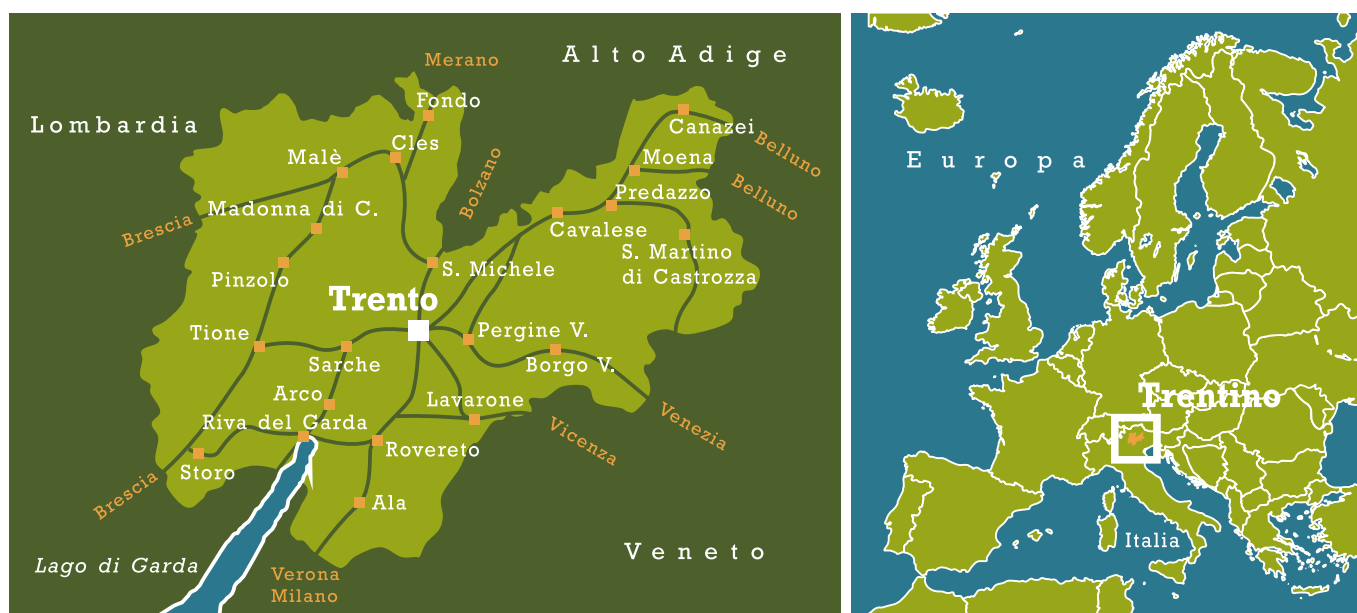 Merano
Alto Adige
Fondo
Lombardia
Canazei
Belluno
Cles
Malè
Moena
Bolzano
Belluno
Predazzo
Madonna di C.
Brescia
Cavalese
S. Martino
di Castrozza
S. Michele
Pinzolo
Trento
Tione
Pergine V.
Sarche
Borgo V.
Arco
Lavarone
Riva del Garda
Venezia
Vicenza
Rovereto
Storo
Brescia
Ala
Veneto
Lago di Garda
Verona
Milano
Europa
Trentino
Italia